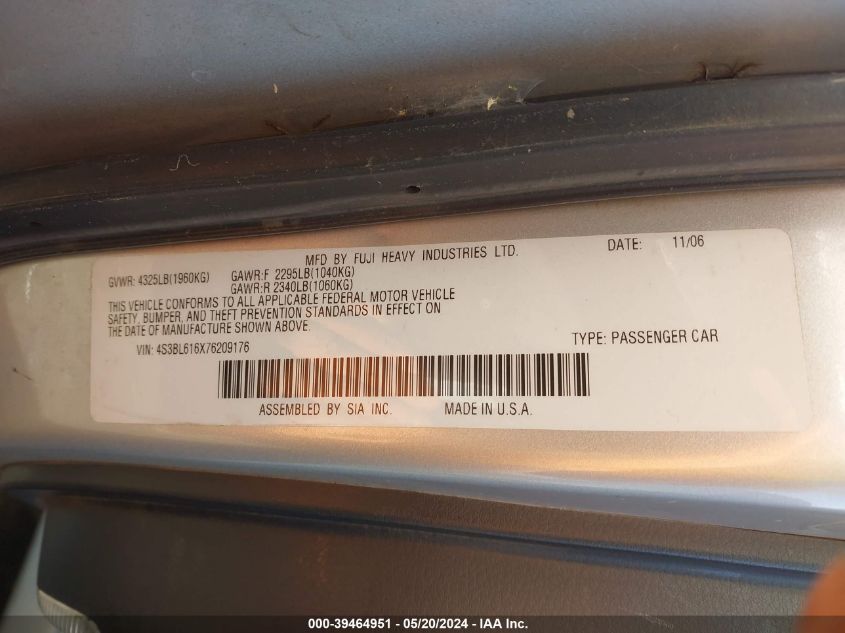 MFD BY FUJI HEAVY INDUSTRIES LTD. DATE: 11/06
GVWR: 4325LB(1960KG) GAWR:F 2295LB(1040KG)
GAWR:R 2340LB(1060KG)
THIS VEHICLE CONFORMS TO ALL APPLICABLE FEDERAL MOTOR VEHICLE
SAFETY, BUMPER, AND THEFT PREVENTION STANDARDS IN EFFECT ON
THE DATE OF MANUFACTURE SHOWN ABOVE.
VIN: 4S3BL616X76209176 TYPE: PASSENGER CAR
ASSEMBLED BY SIA INC. MADE IN U.S.A.
000-39464951 / 05/20/2024 - IAA Inc.